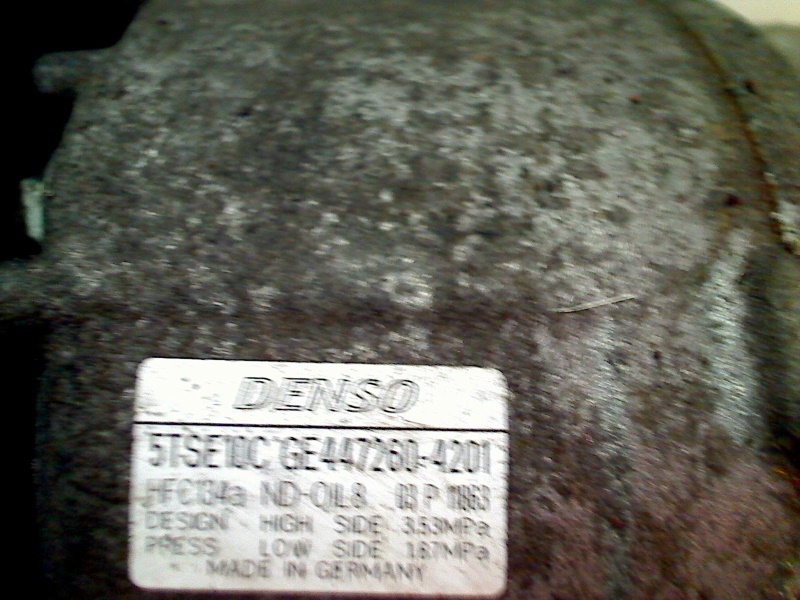 DENSO
5TSE10C GE447260-4201
HFC134a ND-OIL8 03 P 11863
DESIGN HIGH SIDE 3.53MPa
PRESS LOW SIDE 1.87MPa
MADE IN GERMANY